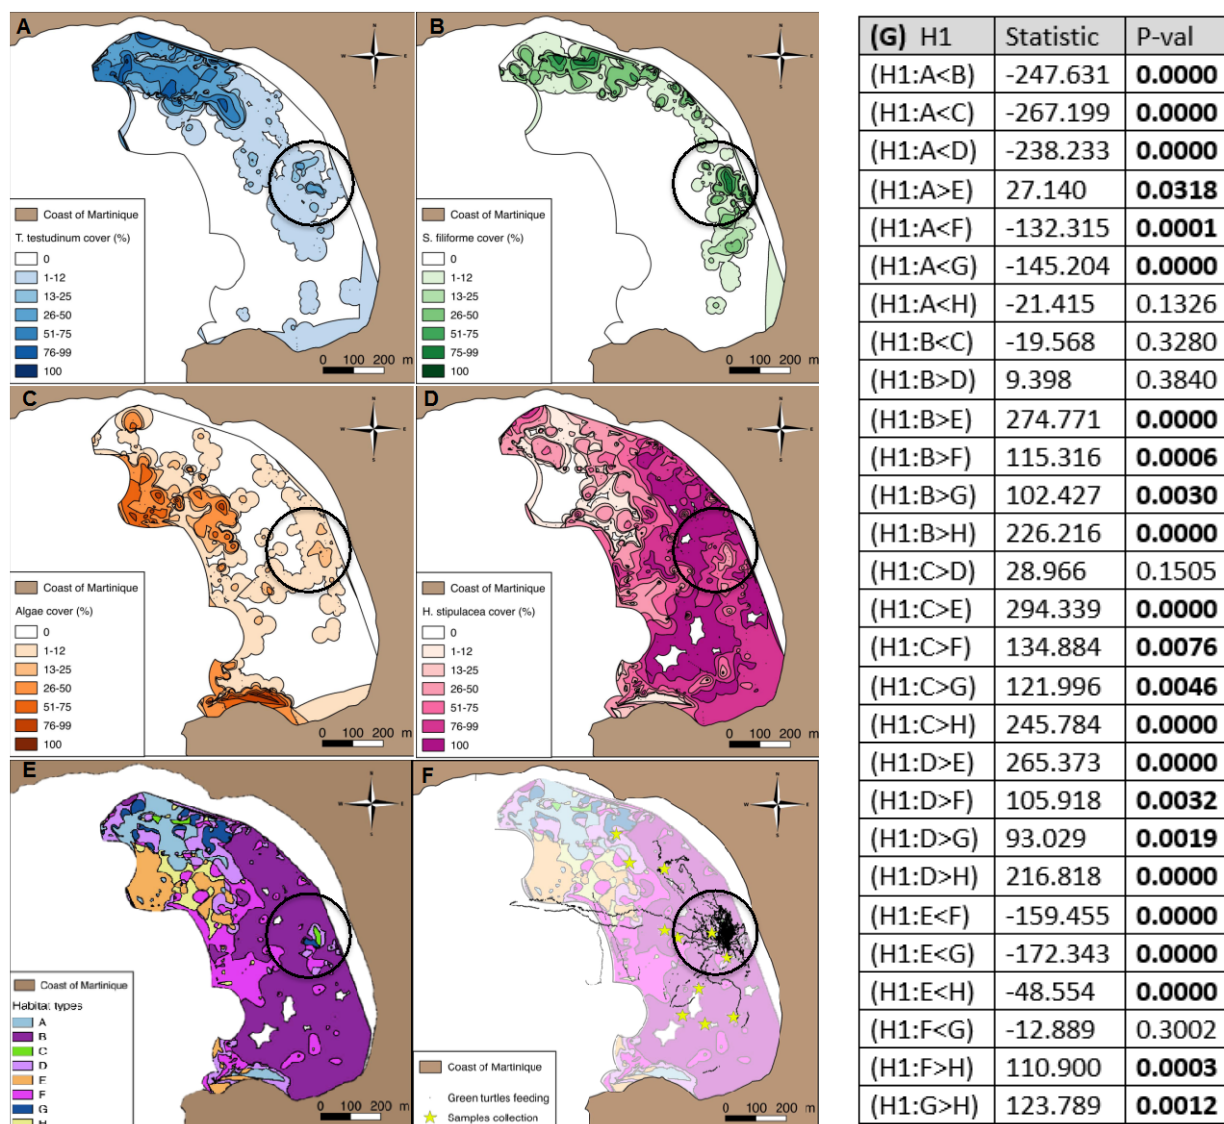 A
N
W E
S
Coast of Martinique
T. testudinum cover (%)
0
1-12
13-25
26-50
51-75
76-99
100
0 100 200 m
B
N
W E
S
Coast of Martinique
S. filiforme cover (%)
0
1-12
13-25
26-50
51-75
75-99
100
0 100 200 m
C
N
W E
S
Coast of Martinique
Algae cover (%)
0
1-12
13-25
26-50
51-75
76-99
100
0 100 200 m
D
N
W E
S
Coast of Martinique
H. stipulacea cover (%)
0
1-12
13-25
26-50
51-75
76-99
100
0 100 200 m
E
N
W E
S
Coast of Martinique
Habitat types
A
B
C
D
E
F
G
H
0 100 200 m
F
N
W E
S
Coast of Martinique
Green turtles feeding
Samples collection
0 100 200 m
(G) H1 Statistic P-val
(H1:A<B) -247.631 0.0000
(H1:A<C) -267.199 0.0000
(H1:A<D) -238.233 0.0000
(H1:A>E) 27.140 0.0318
(H1:A<F) -132.315 0.0001
(H1:A<G) -145.204 0.0000
(H1:A<H) -21.415 0.1326
(H1:B<C) -19.568 0.3280
(H1:B>D) 9.398 0.3840
(H1:B>E) 274.771 0.0000
(H1:B>F) 115.316 0.0006
(H1:B>G) 102.427 0.0030
(H1:B>H) 226.216 0.0000
(H1:C>D) 28.966 0.1505
(H1:C>E) 294.339 0.0000
(H1:C>F) 134.884 0.0076
(H1:C>G) 121.996 0.0046
(H1:C>H) 245.784 0.0000
(H1:D>E) 265.373 0.0000
(H1:D>F) 105.918 0.0032
(H1:D>G) 93.029 0.0019
(H1:D>H) 216.818 0.0000
(H1:E<F) -159.455 0.0000
(H1:E<G) -172.343 0.0000
(H1:E<H) -48.554 0.0000
(H1:F<G) -12.889 0.3002
(H1:F>H) 110.900 0.0003
(H1:G>H) 123.789 0.0012